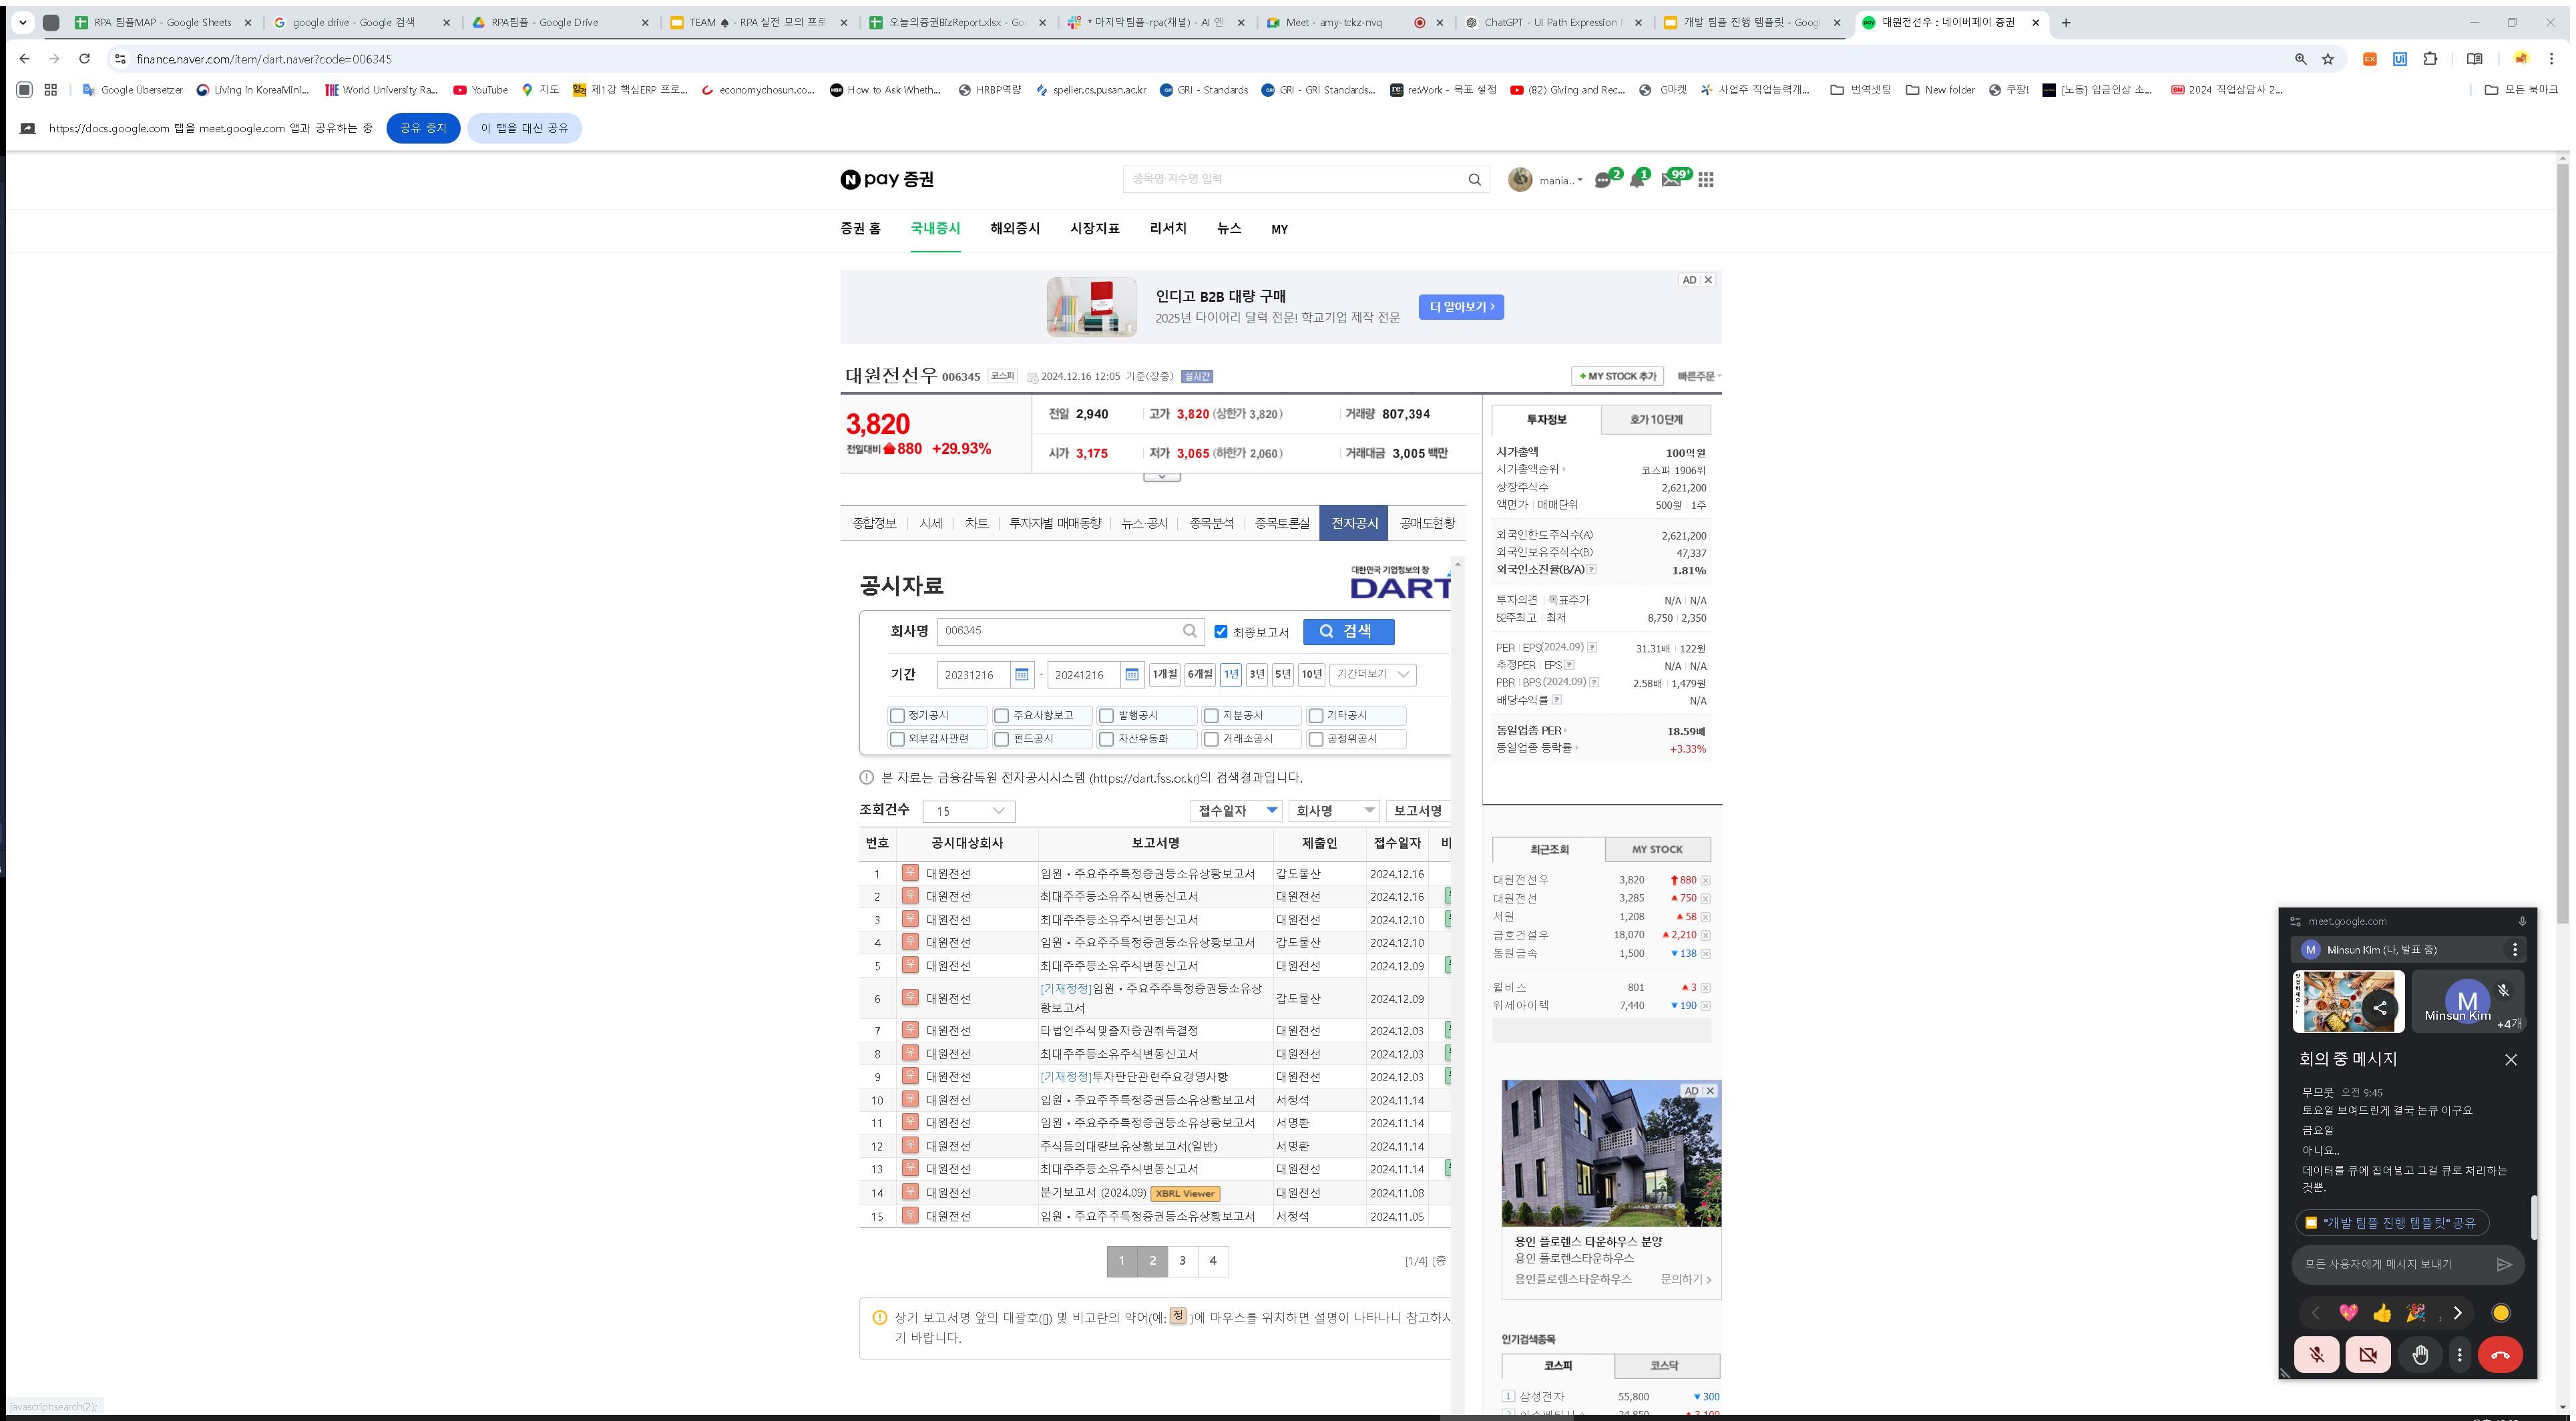 RPA 팀플MAP - Google Sheets
google drive - Google 검색
RPA팀플 - Google Drive
TEAM ♠ - RPA 실전 모의 프로
오늘의증권BizReport.xlsx - Goo
* 마지막팀플-rpa(채널) - AI 엔
Meet - amy-tckz-nvq
ChatGPT - UI Path Expression
개발 팀플 진행 템플릿 - Googl
대원전선우 : 네이버페이 증권
finance.naver.com/item/dart.naver?code=006345
Google Übersetzer
Living in KoreaMini...
World University Ra...
YouTube
지도
제1강 핵심ERP 프로...
economychosun.co...
How to Ask Wheth...
HRBP역량
speller.cs.pusan.ac.kr
GRI - Standards
GRI - GRI Standards...
re:Work - 목표 설정
(82) Giving and Rec...
G마켓
사업주 직업능력개...
번역셋팅
New folder
쿠팡!
[노동] 임금인상 소...
2024 직업상담사 2...
모든 북마크
https://docs.google.com 탭을 meet.google.com 앱과 공유하는 중
공유 중지
이 탭을 대신 공유
N pay 증권
종목명·지수명 입력
mania..
2
1
99+
증권 홈
국내증시
해외증시
시장지표
리서치
뉴스
MY
인디고 B2B 대량 구매
2025년 다이어리 달력 전문! 학교기업 제작 전문
더 알아보기 >
AD
대원전선우 006345 코스피 2024.12.16 12:05 기준(장중) 실시간
+ MY STOCK 추가
빠른주문
3,820
전일대비 880 +29.93%
전일 2,940 고가 3,820 (상한가 3,820) 거래량 807,394
시가 3,175 저가 3,065 (하한가 2,060) 거래대금 3,005 백만
종합정보
시세
차트
투자자별 매매동향
뉴스·공시
종목분석
종목토론실
전자공시
공매도현황
공시자료
대한민국 기업정보의 창
DART
회사명 006345 최종보고서 검색
기간 20231216 - 20241216 1개월 6개월 1년 3년 5년 10년 기간더보기
정기공시 주요사항보고 발행공시 지분공시 기타공시
외부감사관련 펀드공시 자산유동화 거래소공시 공정위공시
본 자료는 금융감독원 전자공시시스템 (https://dart.fss.or.kr)의 검색결과입니다.
조회건수 15 접수일자 회사명 보고서명
번호 공시대상회사 보고서명 제출인 접수일자 비
1 유 대원전선 임원ㆍ주요주주특정증권등소유상황보고서 갑도물산 2024.12.16
2 유 대원전선 최대주주등소유주식변동신고서 대원전선 2024.12.16
3 유 대원전선 최대주주등소유주식변동신고서 대원전선 2024.12.10
4 유 대원전선 임원ㆍ주요주주특정증권등소유상황보고서 갑도물산 2024.12.10
5 유 대원전선 최대주주등소유주식변동신고서 대원전선 2024.12.09
6 유 대원전선 [기재정정]임원ㆍ주요주주특정증권등소유상 갑도물산 2024.12.09
황보고서
7 유 대원전선 타법인주식및출자증권취득결정 대원전선 2024.12.03
8 유 대원전선 최대주주등소유주식변동신고서 대원전선 2024.12.03
9 유 대원전선 [기재정정]투자판단관련주요경영사항 대원전선 2024.12.03
10 유 대원전선 임원ㆍ주요주주특정증권등소유상황보고서 서정석 2024.11.14
11 유 대원전선 임원ㆍ주요주주특정증권등소유상황보고서 서명환 2024.11.14
12 유 대원전선 주식등의대량보유상황보고서(일반) 서명환 2024.11.14
13 유 대원전선 최대주주등소유주식변동신고서 대원전선 2024.11.14
14 유 대원전선 분기보고서 (2024.09) XBRL Viewer 대원전선 2024.11.08
15 유 대원전선 임원ㆍ주요주주특정증권등소유상황보고서 서정석 2024.11.05
1 2 3 4
[1/4] [총
상기 보고서명 앞의 대괄호([]) 및 비고란의 약어(예: 정 )에 마우스를 위치하면 설명이 나타나니 참고하시
기 바랍니다.
투자정보
호가 10단계
시가총액 100억원
시가총액순위 코스피 1906위
상장주식수 2,621,200
액면가 | 매매단위 500원 | 1주
외국인한도주식수(A) 2,621,200
외국인보유주식수(B) 47,337
외국인소진율(B/A) 1.81%
투자의견 | 목표주가 N/A | N/A
52주최고 | 최저 8,750 | 2,350
PER | EPS(2024.09) 31.31배 | 122원
추정PER | EPS N/A | N/A
PBR | BPS (2024.09) 2.58배 | 1,479원
배당수익률 N/A
동일업종 PER 18.59배
동일업종 등락률 +3.33%
최근조회
MY STOCK
대원전선우 3,820 880
대원전선 3,285 750
서원 1,208 58
금호건설우 18,070 2,210
동원금속 1,500 138
윌비스 801 3
위세아이텍 7,440 190
AD
용인 플로렌스 타운하우스 분양
용인 플로렌스타운하우스
용인플로렌스타운하우스 문의하기 >
인기검색종목
코스피
코스닥
1 삼성전자 55,800 300
meet.google.com
M Minsun Kim (나, 발표 중)
M
Minsun Kim
+4개
회의 중 메시지
무므뭇 오전 9:45
토요일 보여드린게 결국 논큐 이구요
금요일
아니요..
데이터를 큐에 집어넣고 그걸 큐로 처리하는
것뿐.
"개발 팀플 진행 템플릿" 공유
모든 사용자에게 메시지 보내기
javascript:search(2);